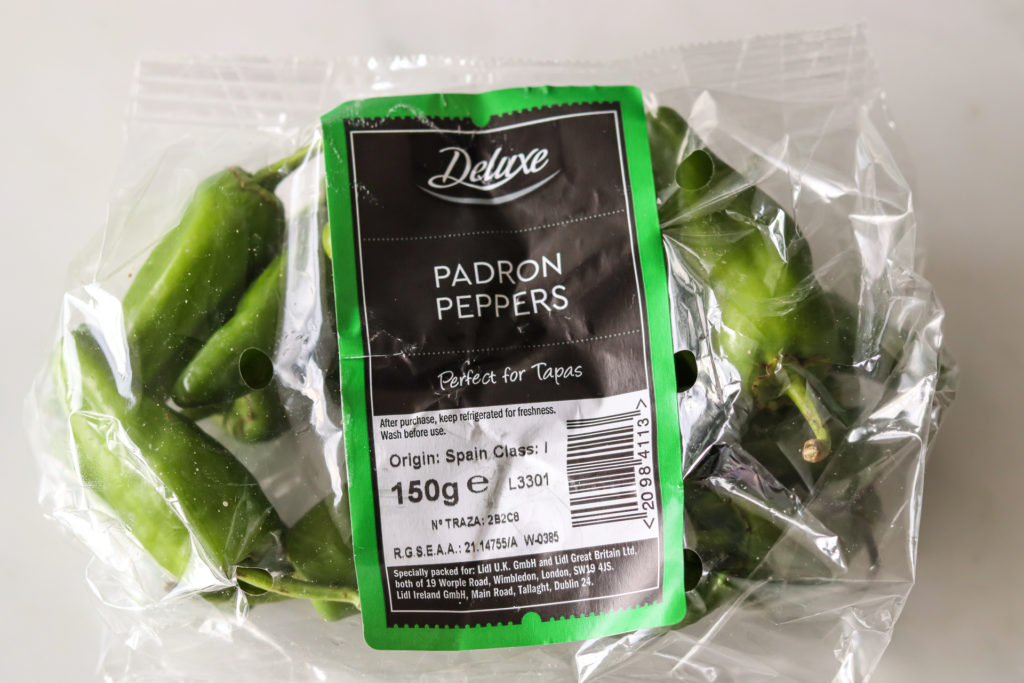 Deluxe
PADRON
PEPPERS
Perfect for Tapas
After purchase, keep refrigerated for freshness.
Wash before use.
Origin: Spain Class: I
150g ℮ L3301
Nº TRAZA: 2B2C8
R.G.S.E.A.A.: 21.14755/A W-0385
<2098 4113>
Specially packed for: Lidl U.K. GmbH and Lidl Great Britain Ltd.
both of 19 Worple Road, Wimbledon, London, SW19 4JS.
Lidl Ireland GmbH, Main Road, Tallaght, Dublin 24.